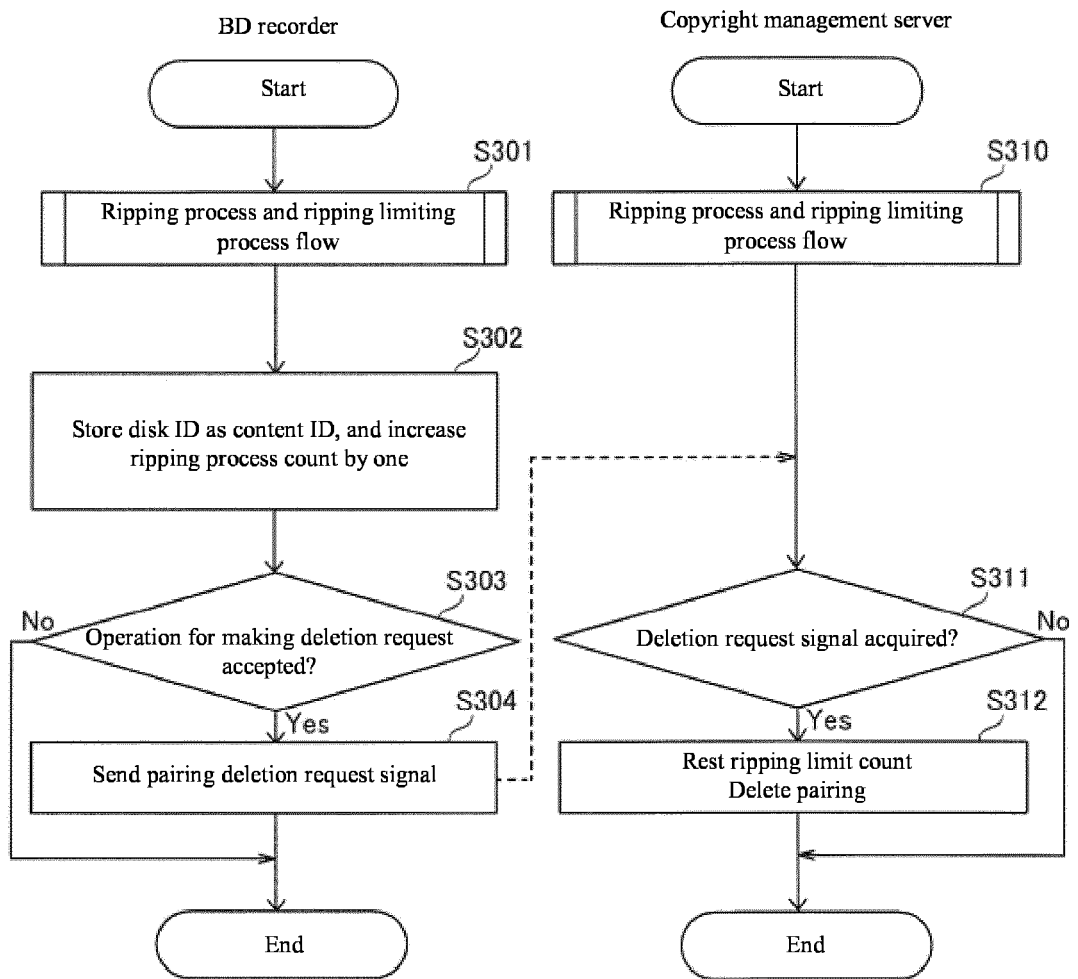 BD recorder
Start
S301
Ripping process and ripping limiting
process flow
S302
Store disk ID as content ID, and increase
ripping process count by one
S303
No
Operation for making deletion request
accepted?
Yes
S304
Send pairing deletion request signal
End
Copyright management server
Start
S310
Ripping process and ripping limiting
process flow
S311
Deletion request signal acquired?
No
Yes
S312
Rest ripping limit count
Delete pairing
End